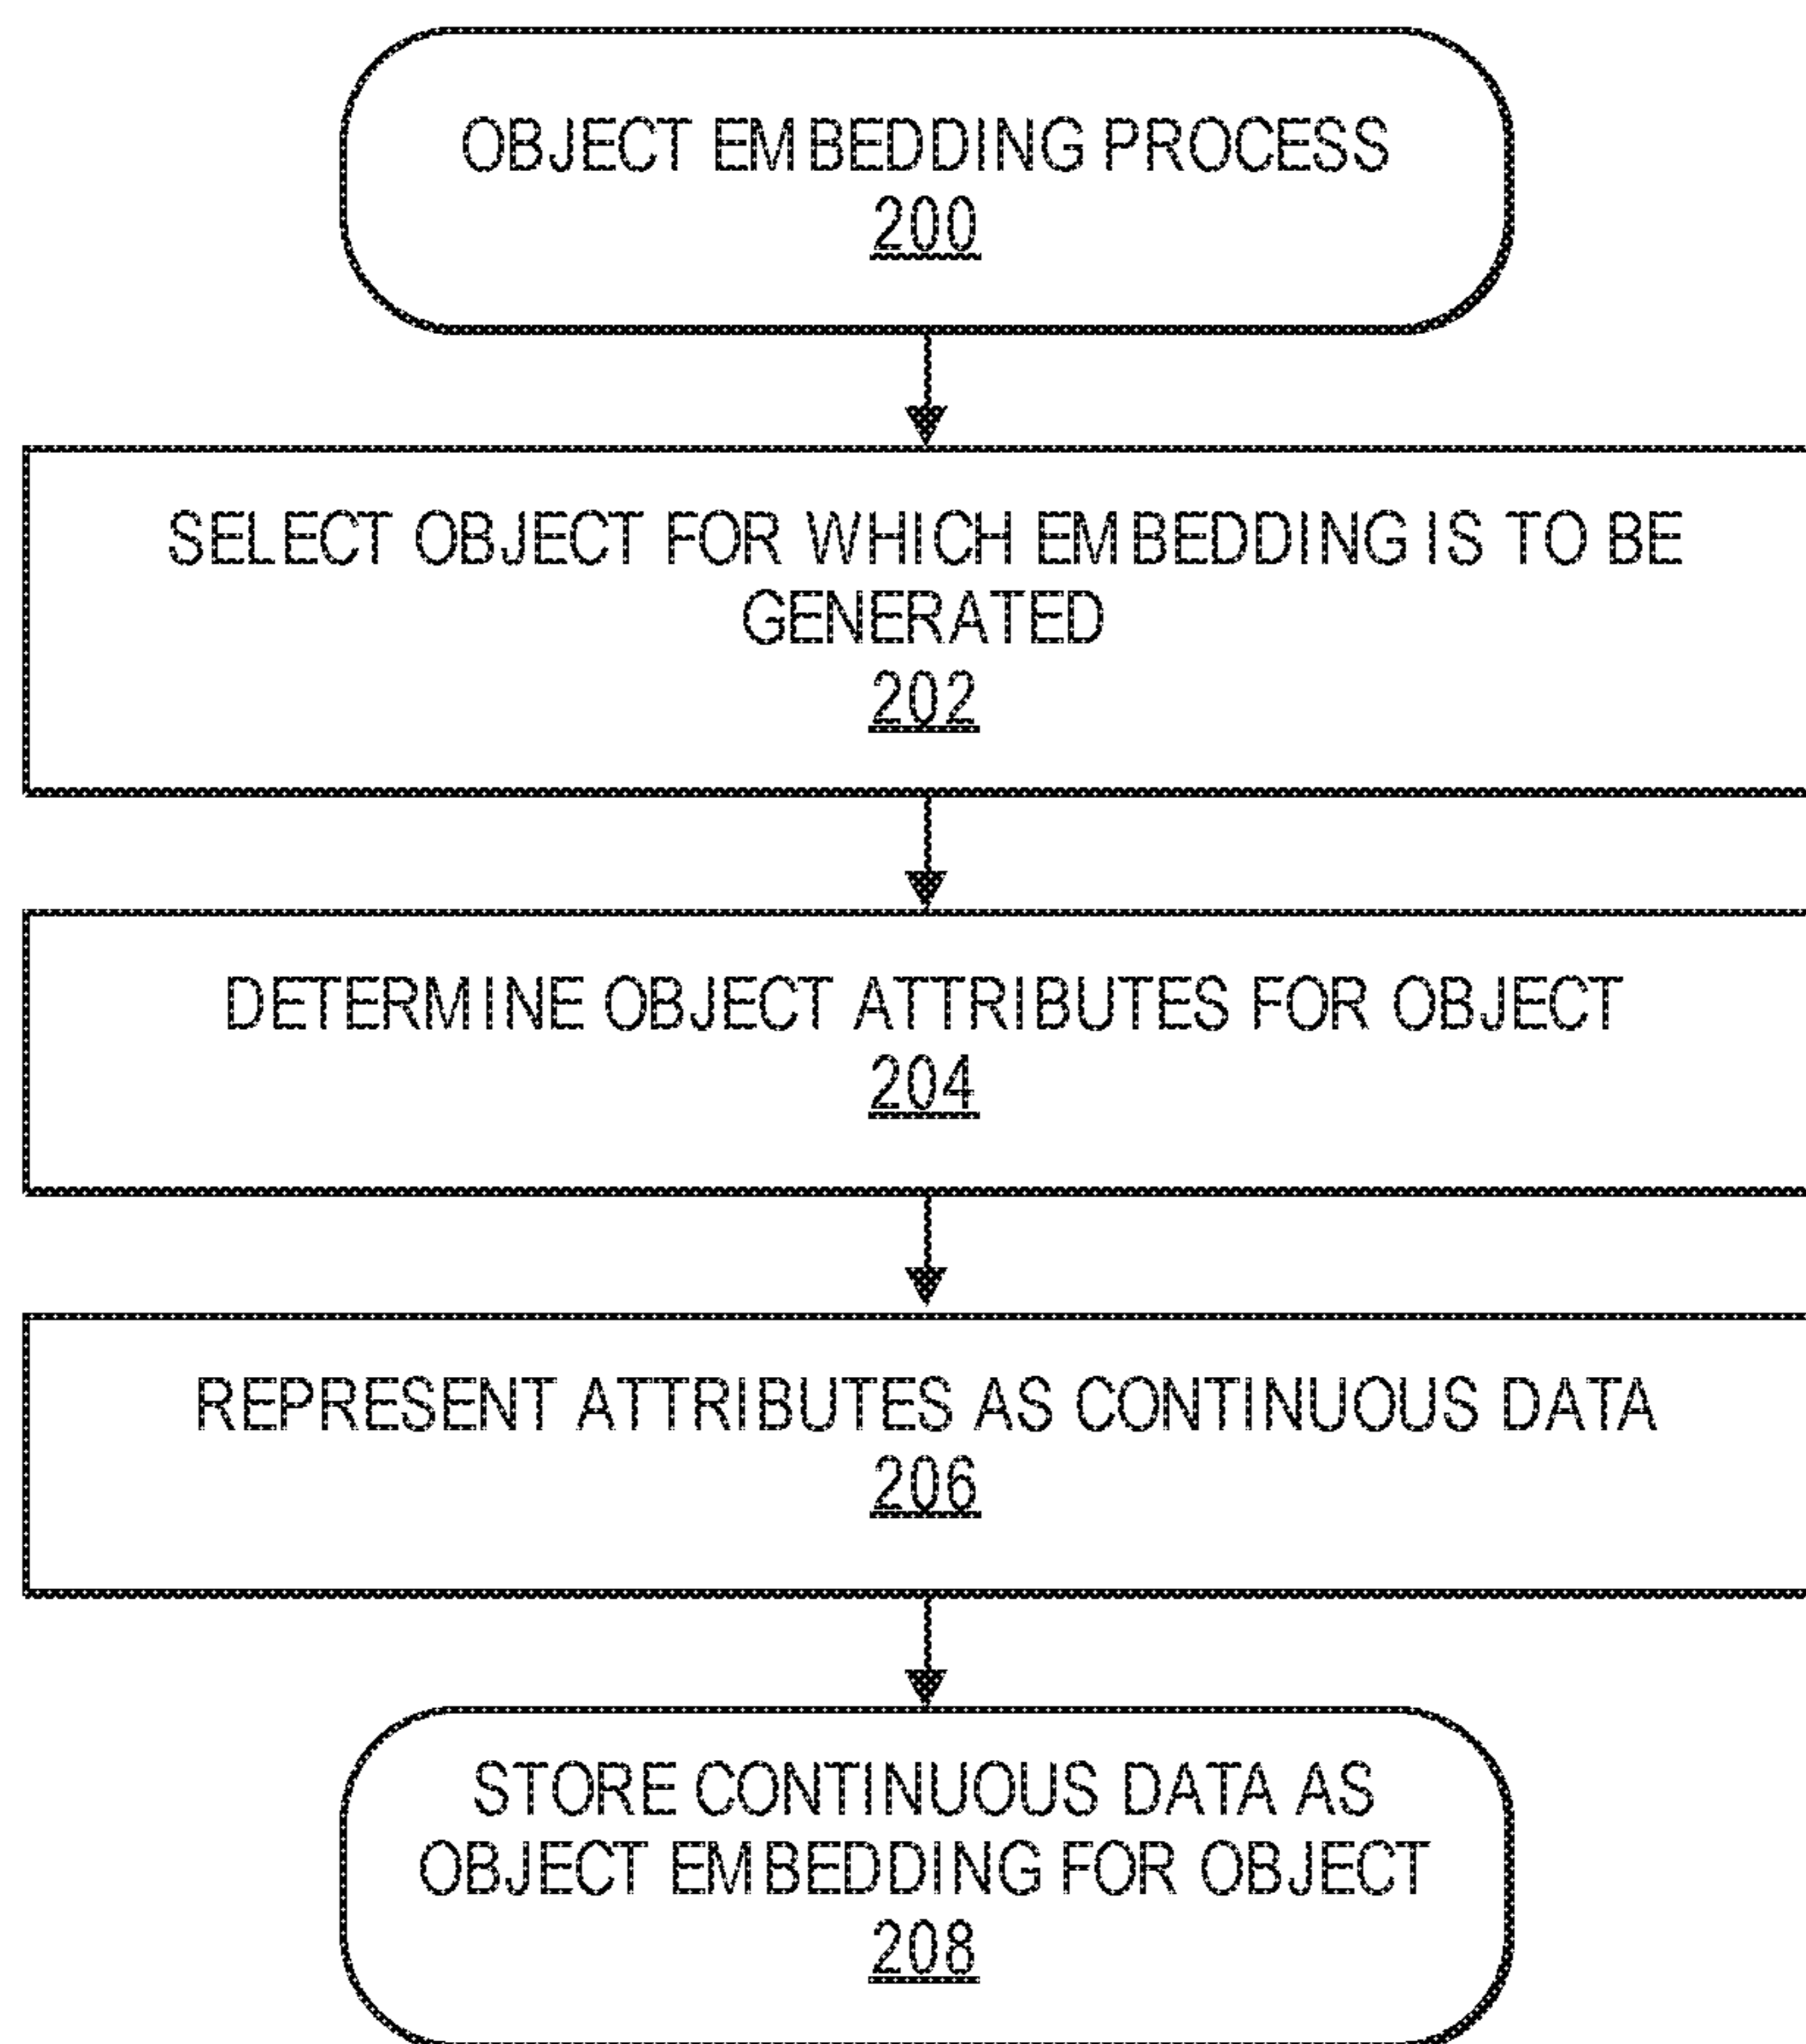 OBJECT EMBEDDING PROCESS
200
SELECT OBJECT FOR WHICH EMBEDDING IS TO BE
GENERATED
202
DETERMINE OBJECT ATTRIBUTES FOR OBJECT
204
REPRESENT ATTRIBUTES AS CONTINUOUS DATA
206
STORE CONTINUOUS DATA AS
OBJECT EMBEDDING FOR OBJECT
208